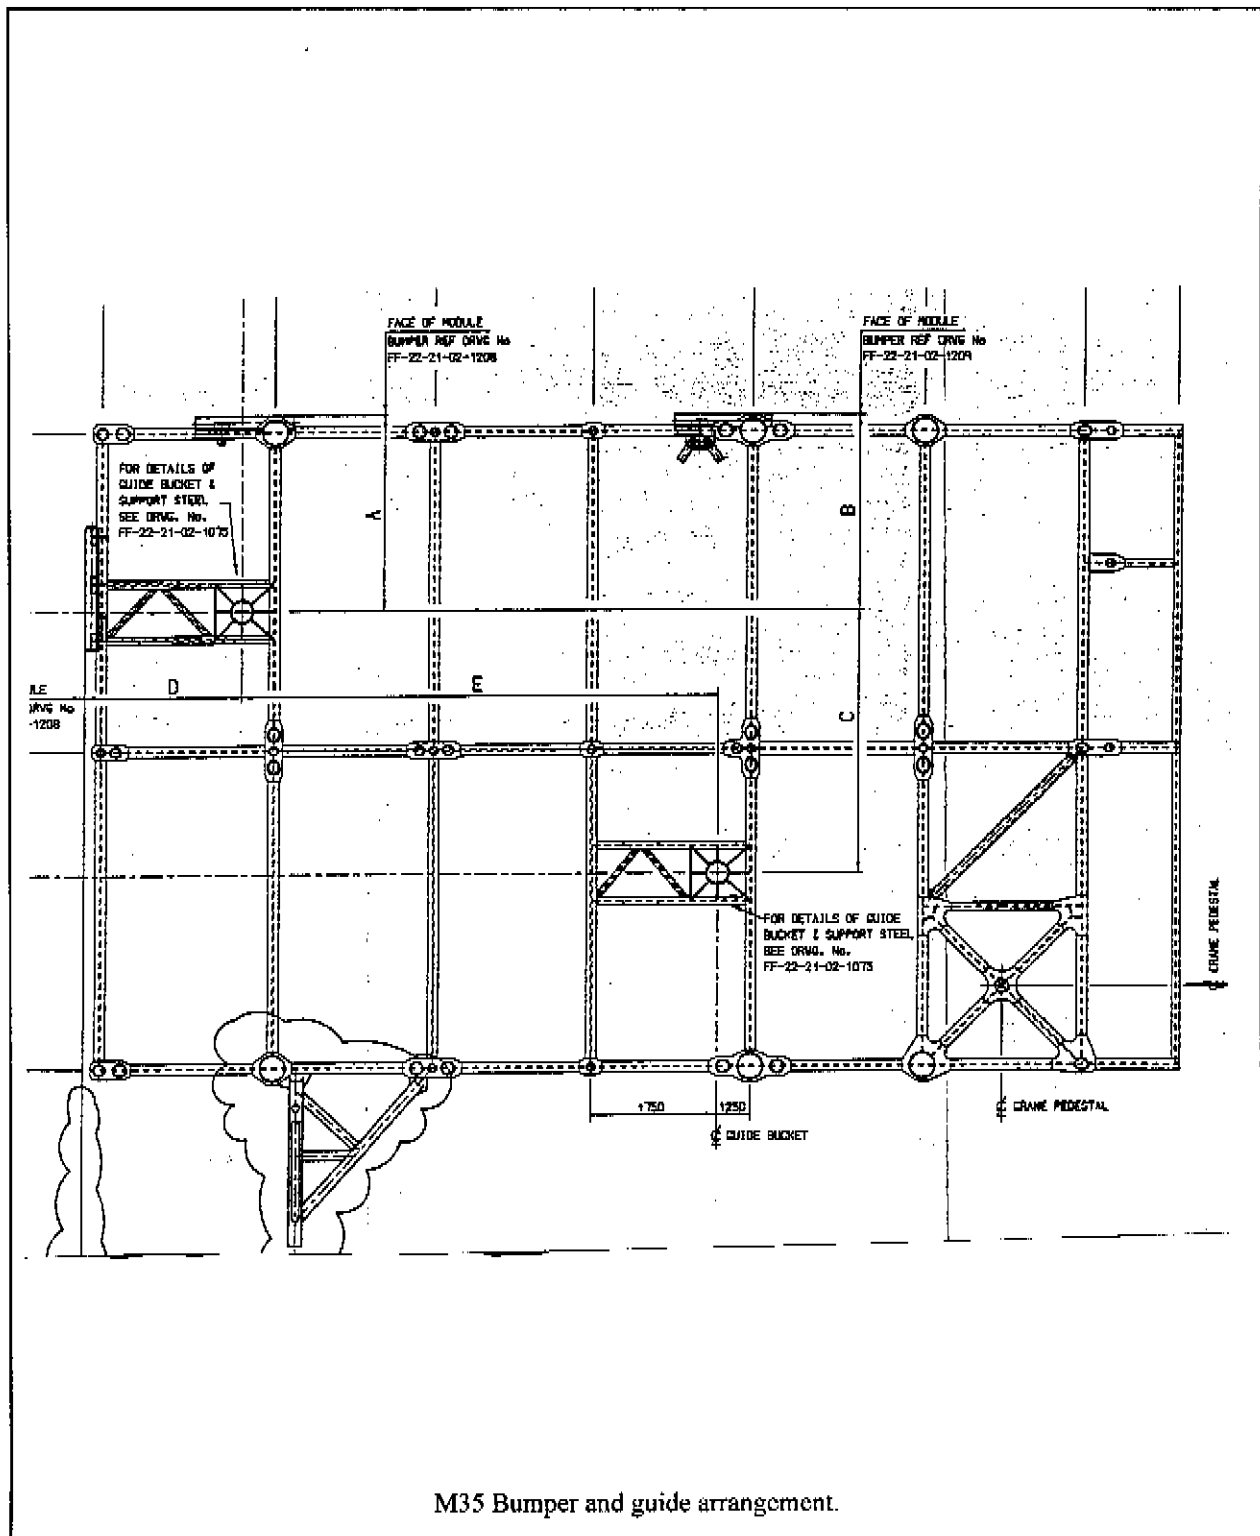 FACE OF MODULE
BUMPER REF DRWG No
FF-22-21-02-1208
FACE OF MODULE
BUMPER REF DRWG No
FF-22-21-02-1209
FOR DETAILS OF
GUIDE BUCKET &
SUPPORT STEEL
SEE DRWG. No.
FF-22-21-02-1075
A
B
D
E
C
ULE
DRWG No
-1208
FOR DETAILS OF GUIDE
BUCKET & SUPPORT STEEL
SEE DRWG. No.
FF-22-21-02-1075
CRANE PEDESTAL
1750
1250
GUIDE BUCKET
CRANE PEDESTAL
M35 Bumper and guide arrangement.